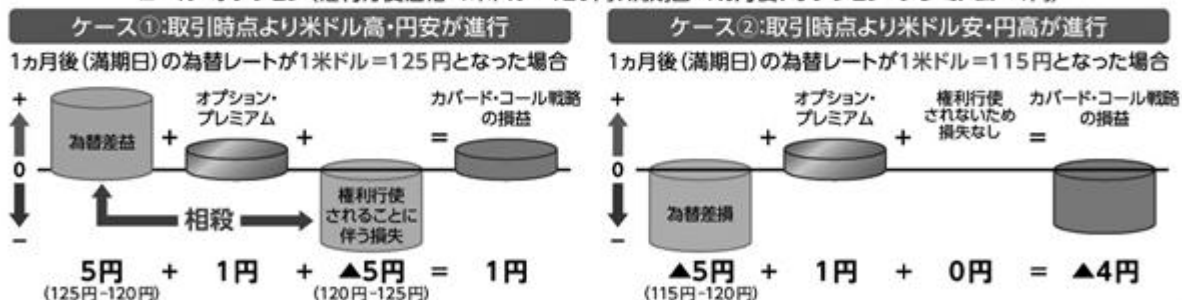 ケース①:取引時点より米ドル高・円安が進行
1ヵ月後(満期日)の為替レートが1米ドル=125円となった場合
+
0
−
為替差益
+
オプション・
プレミアム
+
権利行使
されることに
伴う損失
=
カバード・コール戦略
の損益
相殺
5円 + 1円 + ▲5円 = 1円
(125円-120円)
(120円-125円)
ケース②:取引時点より米ドル安・円高が進行
1ヵ月後(満期日)の為替レートが1米ドル=115円となった場合
+
0
−
為替差損
+
オプション・
プレミアム
+
権利行使
されないため
損失なし
=
カバード・コール戦略
の損益
▲5円 + 1円 + 0円 = ▲4円
(115円-120円)